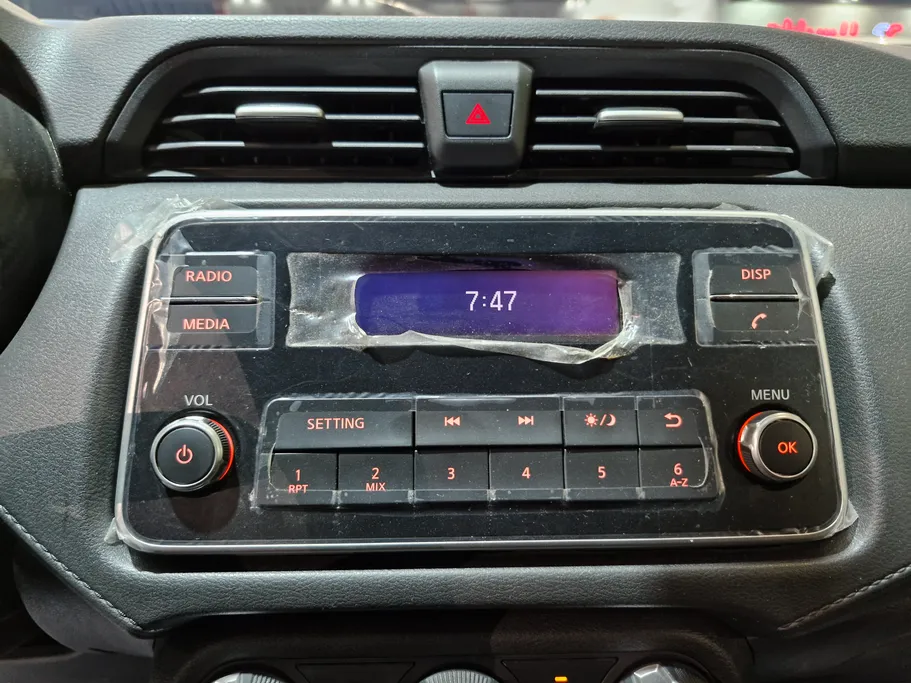 RADIO
DISP
7:47
MEDIA
VOL
MENU
SETTING
OK
1
RPT
2
MIX
3
4
5
6
A-Z